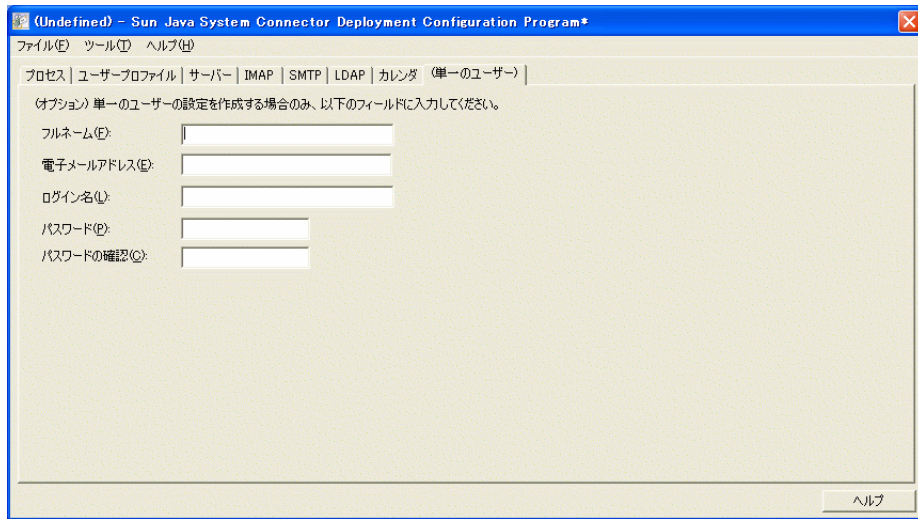 (Undefined) - Sun Java System Connector Deployment Configuration Program*
ファイル(F) ツール(T) ヘルプ(H)
プロセス ユーザープロファイル サーバー IMAP SMTP LDAP カレンダ (単一のユーザー)
(オプション) 単一のユーザーの設定を作成する場合のみ、以下のフィールドに入力してください。
フルネーム(F):
電子メールアドレス(E):
ログイン名(L):
パスワード(P):
パスワードの確認(C):
ヘルプ